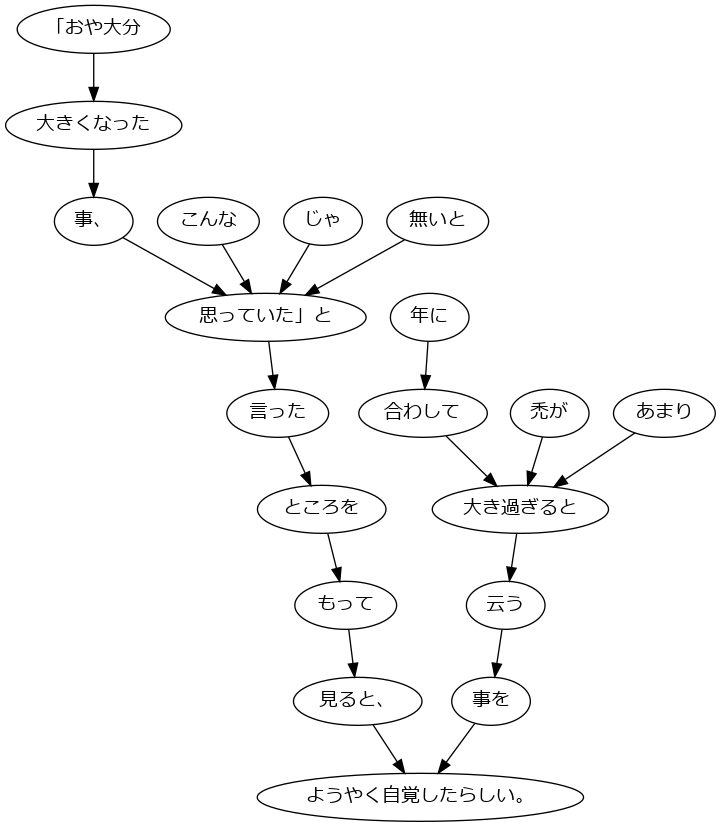 「おや大分
大きくなった
事、
こんな
じゃ
無いと
思っていた」と
年に
言った
合わして
禿が
あまり
ところを
大き過ぎると
もって
云う
見ると、
事を
ようやく自覚したらしい。